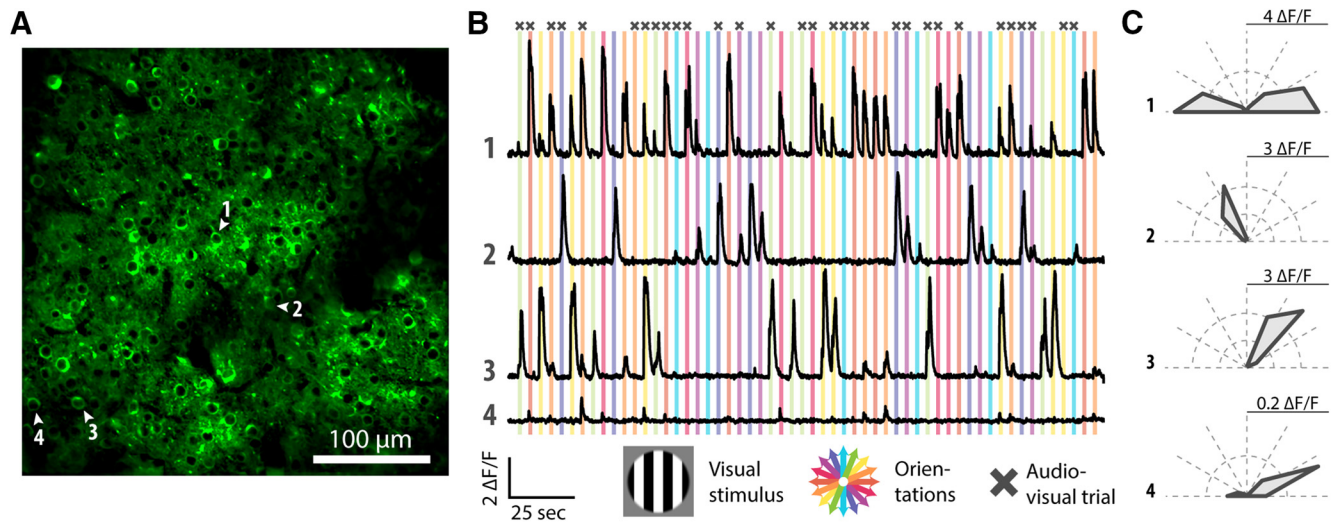 A
1
2
3
4
100 µm
B
1
2
3
4
2 ΔF/F
25 sec
Visual
stimulus
Orien-
tations
Audio-
visual trial
C
4 ΔF/F
1
3 ΔF/F
2
3 ΔF/F
3
0.2 ΔF/F
4